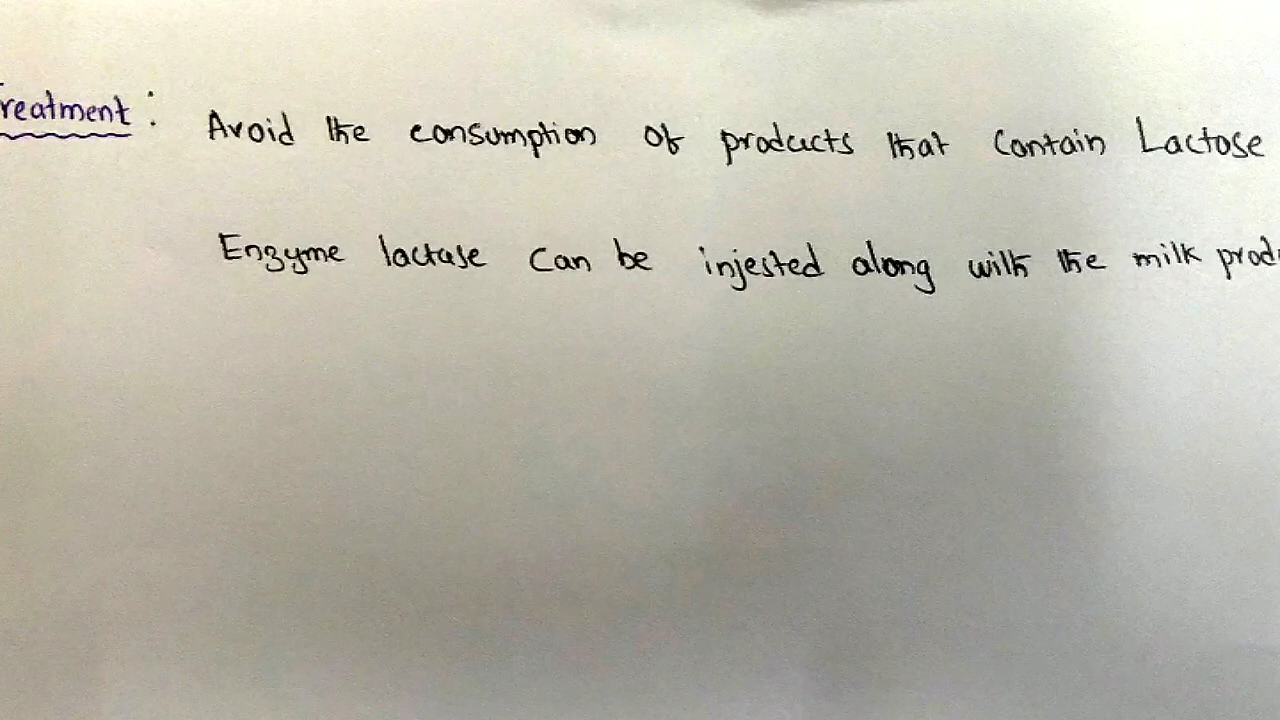 reatment : Avoid the consumption of products that contain Lactose
Enzyme lactase can be injested along with the milk prod